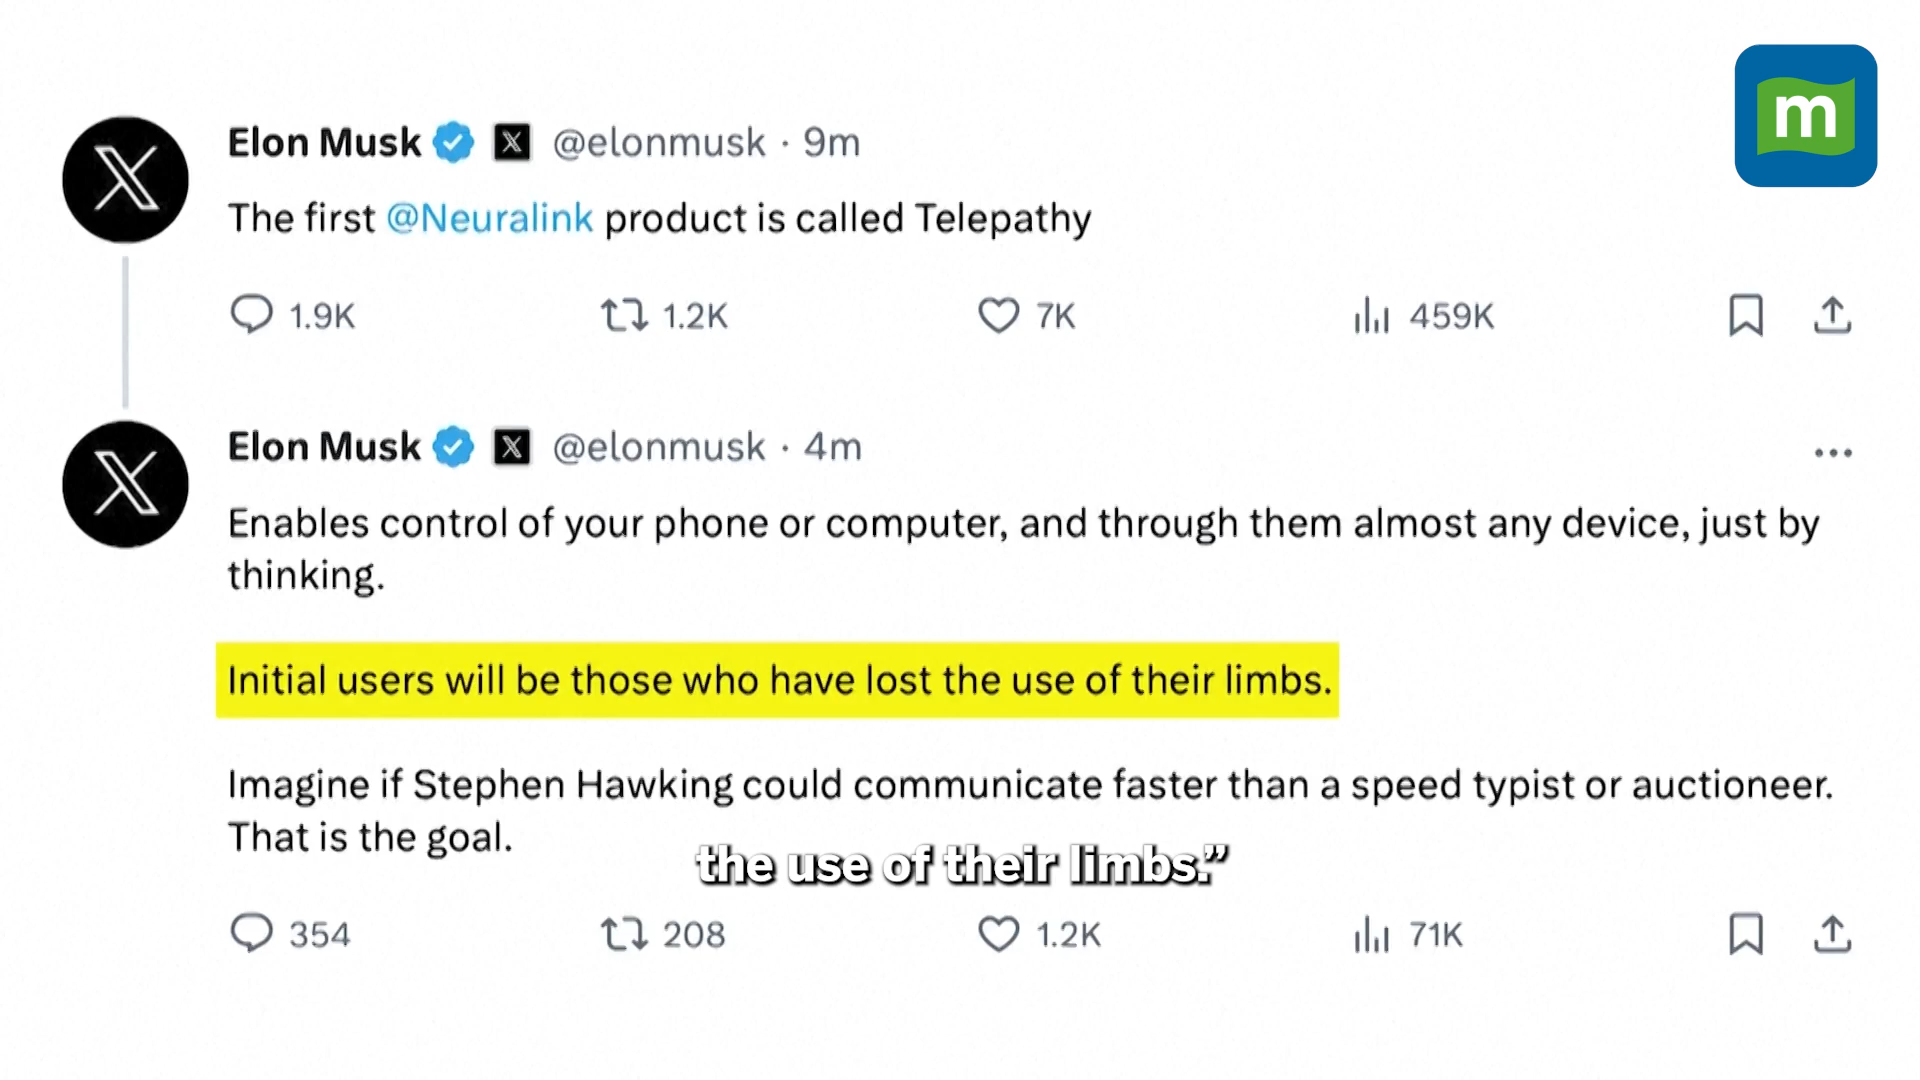 m
Elon Musk @elonmusk · 9m
The first @Neuralink product is called Telepathy
1.9K 1.2K 7K 459K
Elon Musk @elonmusk · 4m
Enables control of your phone or computer, and through them almost any device, just by
thinking.
Initial users will be those who have lost the use of their limbs.
Imagine if Stephen Hawking could communicate faster than a speed typist or auctioneer.
That is the goal.
the use of their limbs.”
354 208 1.2K 71K